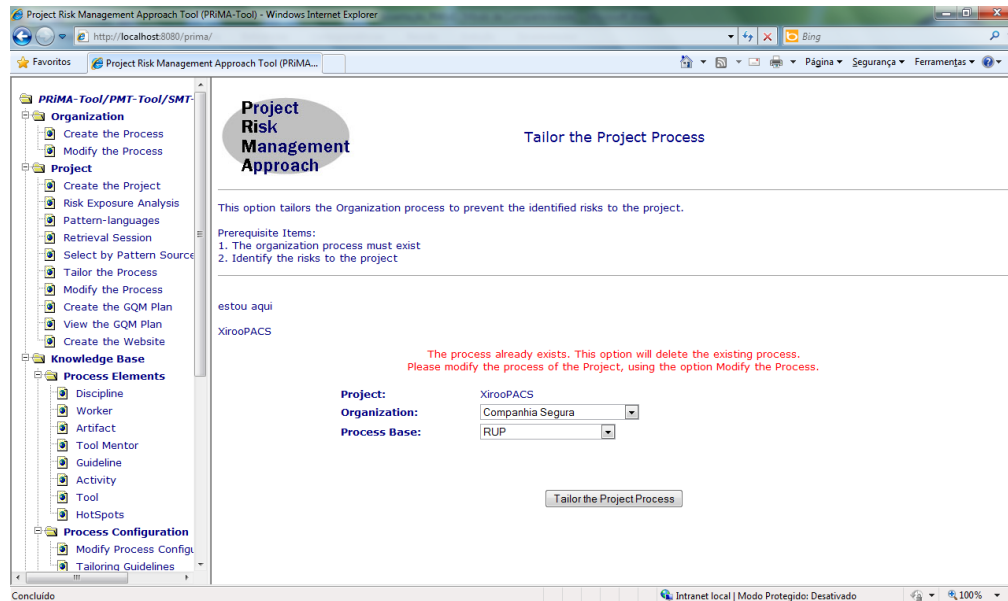 Project Risk Management Approach Tool (PRiMA-Tool) - Windows Internet Explorer
http://localhost:8080/prima/
Bing
Favoritos
Project Risk Management Approach Tool (PRiMA...
Página
Segurança
Ferramentas
PRiMA-Tool/PMT-Tool/SMT-
Organization
Create the Process
Modify the Process
Project
Create the Project
Risk Exposure Analysis
Pattern-languages
Retrieval Session
Select by Pattern Source
Tailor the Process
Modify the Process
Create the GQM Plan
View the GQM Plan
Create the Website
Knowledge Base
Process Elements
Discipline
Worker
Artifact
Tool Mentor
Guideline
Activity
Tool
HotSpots
Process Configuration
Modify Process Configu
Tailoring Guidelines
Project
Risk
Management
Approach
Tailor the Project Process
This option tailors the Organization process to prevent the identified risks to the project.
Prerequisite Items:
1. The organization process must exist
2. Identify the risks to the project
estou aqui
XirooPACS
The process already exists. This option will delete the existing process.
Please modify the process of the Project, using the option Modify the Process.
Project: XirooPACS
Organization: Companhia Segura
Process Base: RUP
Tailor the Project Process
Concluído
Intranet local | Modo Protegido: Desativado
100%